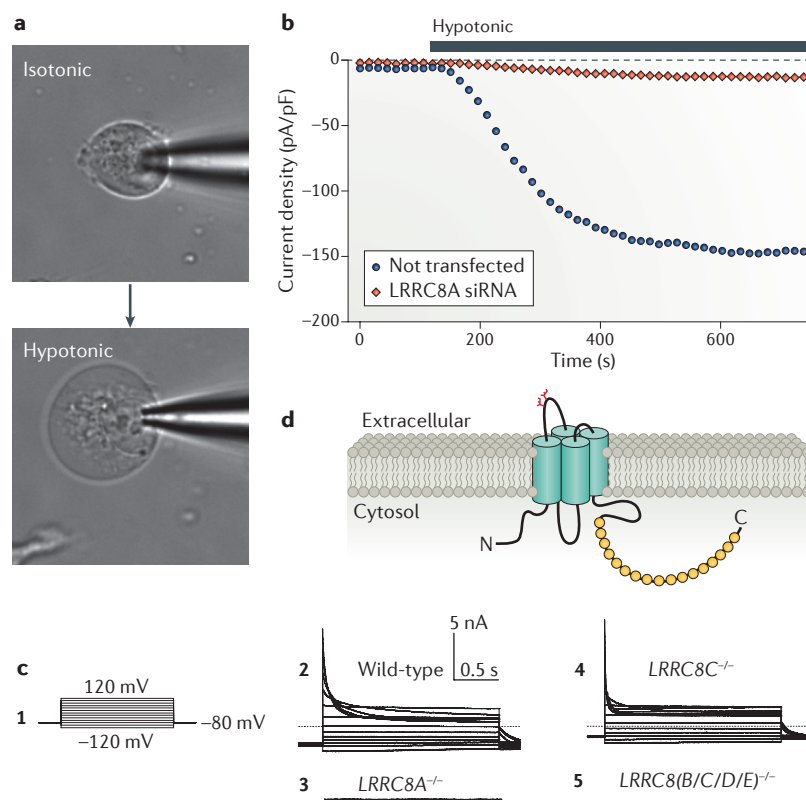 a
Isotonic
Hypotonic
b
Hypotonic
0
−50
−100
−150
−200
Current density (pA/pF)
Not transfected
LRRC8A siRNA
0
200
400
600
Time (s)
d
Extracellular
Cytosol
N
C
c
1
120 mV
−120 mV
−80 mV
2
Wild-type
5 nA
0.5 s
4
LRRC8C−/−
3
LRRC8A−/−
5
LRRC8(B/C/D/E)−/−